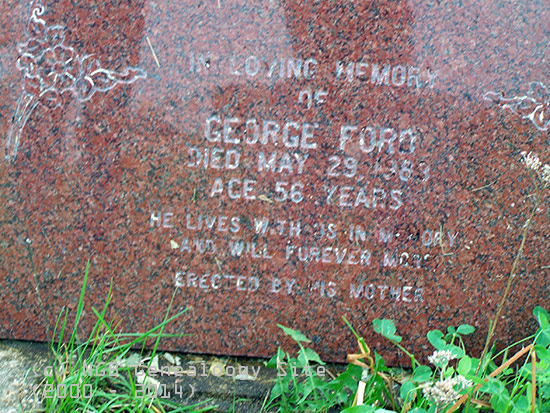 IN LOVING MEMORY
OF
GEORGE FORD
DIED MAY 29, 1983
AGE 56 YEARS
HE LIVES WITH US IN MEMORY
AND WILL FOREVER MORE
ERECTED BY HIS MOTHER
(c) NGB Genealogy Site
2000 - 2014)